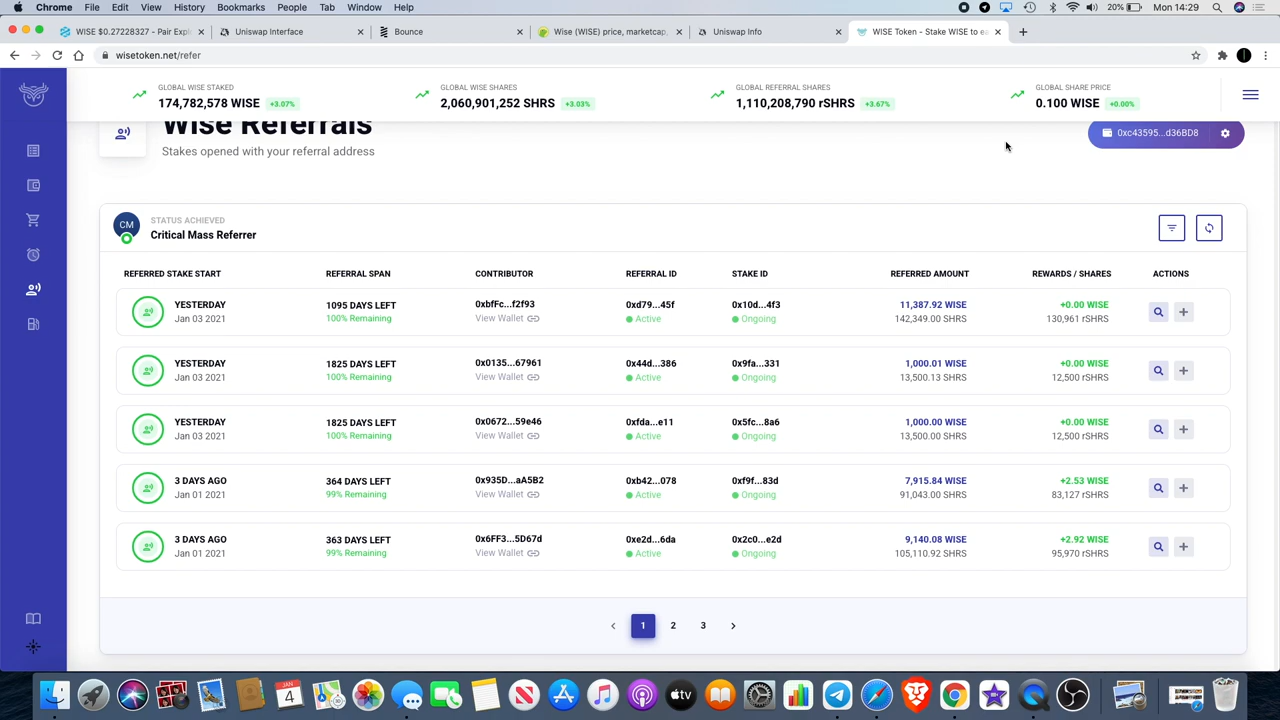 Chrome File Edit View History Bookmarks People Tab Window Help 20% Mon 14:29
WISE $0.27228327 - Pair Expl Uniswap Interface Bounce Wise (WISE) price, marketcap, Uniswap Info WISE Token - Stake WISE to ea
wisetoken.net/refer
GLOBAL WISE STAKED GLOBAL WISE SHARES GLOBAL REFERRAL SHARES GLOBAL SHARE PRICE
174,782,578 WISE +3.07% 2,060,901,252 SHRS +3.03% 1,110,208,790 rSHRS +3.67% 0.100 WISE +0.00%
Wise Referrals
0xc43595...d36BD8
Stakes opened with your referral address
CM
STATUS ACHIEVED
Critical Mass Referrer
REFERRED STAKE START REFERRAL SPAN CONTRIBUTOR REFERRAL ID STAKE ID REFERRED AMOUNT REWARDS / SHARES ACTIONS
YESTERDAY 1095 DAYS LEFT 0xbfFc...f2f93 0xd79...45f 0x10d...4f3 11,387.92 WISE +0.00 WISE
Jan 03 2021 100% Remaining View Wallet Active Ongoing 142,349.00 SHRS 130,961 rSHRS
YESTERDAY 1825 DAYS LEFT 0x0135...67961 0x44d...386 0x9fa...331 1,000.01 WISE +0.00 WISE
Jan 03 2021 100% Remaining View Wallet Active Ongoing 13,500.13 SHRS 12,500 rSHRS
YESTERDAY 1825 DAYS LEFT 0x0672...59e46 0xfda...e11 0x5fc...8a6 1,000.00 WISE +0.00 WISE
Jan 03 2021 100% Remaining View Wallet Active Ongoing 13,500.00 SHRS 12,500 rSHRS
3 DAYS AGO 364 DAYS LEFT 0x935D...aA5B2 0xb42...078 0xf9f...83d 7,915.84 WISE +2.53 WISE
Jan 01 2021 99% Remaining View Wallet Active Ongoing 91,043.00 SHRS 83,127 rSHRS
3 DAYS AGO 363 DAYS LEFT 0x6FF3...5D67d 0xe2d...6da 0x2c0...e2d 9,140.08 WISE +2.92 WISE
Jan 01 2021 99% Remaining View Wallet Active Ongoing 105,110.92 SHRS 95,970 rSHRS
1 2 3
JAN
4
tv